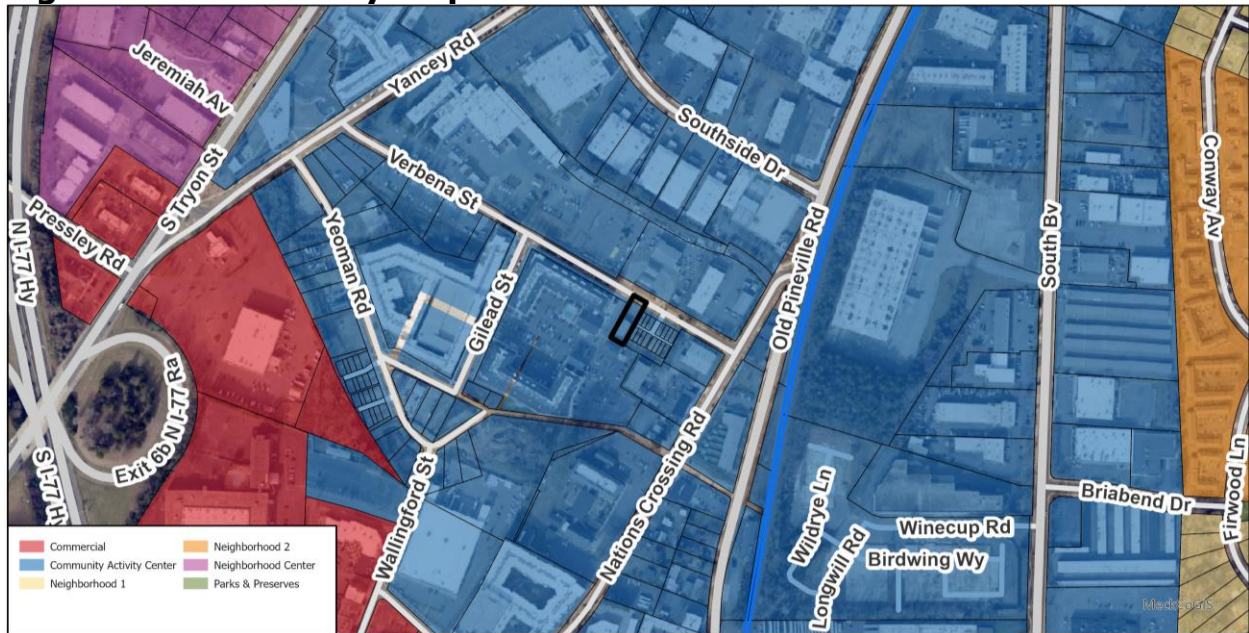 Jeremiah Av
Yancey Rd
Southside Dr
Verbena St
S Tryon St
Pressley Rd
N I-77 Hy
Yeoman Rd
Gilead St
Old Pineville Rd
South Bv
Conway Av
Exit 6b N I-77 Ra
S I-77 Hy
Wallingford St
Nations Crossing Rd
Wildrye Ln
Longwill Rd
Winecup Rd
Birdwing Wy
Briabend Dr
Firwood Ln
Commercial
Community Activity Center
Neighborhood 1
Neighborhood 2
Neighborhood Center
Parks & Preserves